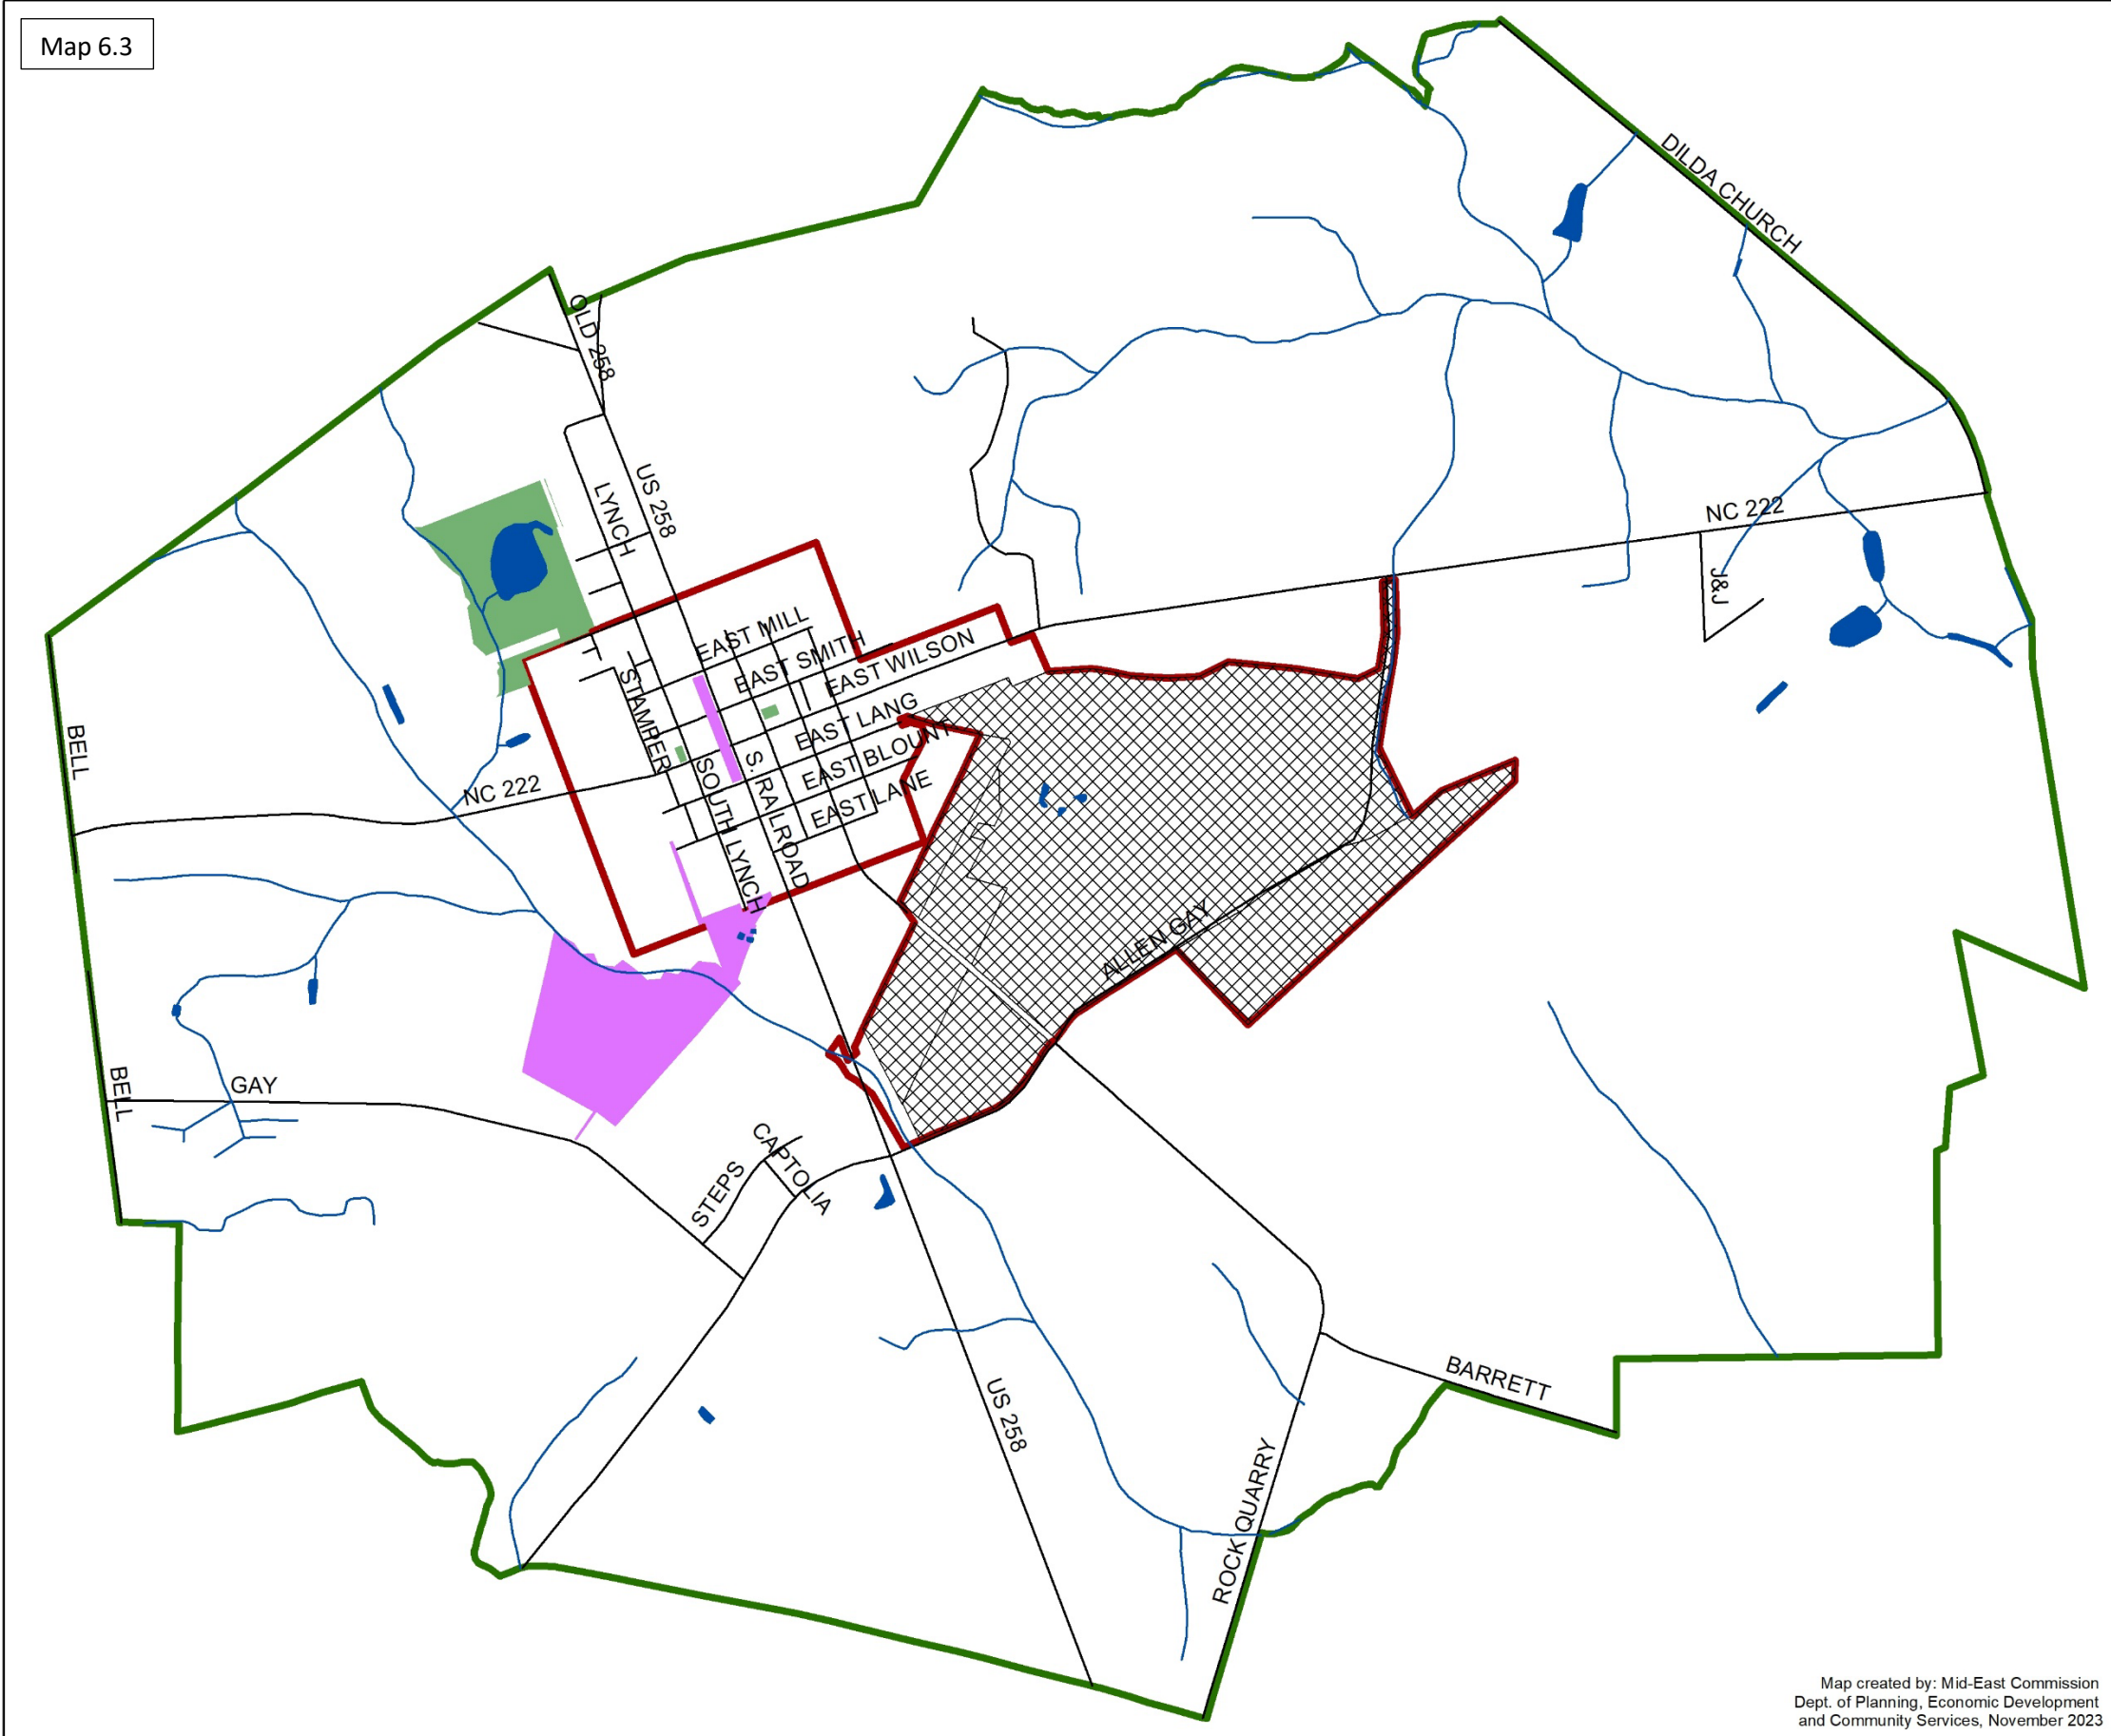 Map 6.3
DILDA CHURCH
OLD 258
US 258
LYNCH
NC 222
J&J
EAST MILL
EAST SMITH
EAST WILSON
STAMPER
EAST LANG
EAST BLOUNT
EAST LANE
BELL
NC 222
SOUTH LYNCH
S. RAILROAD
ALLEN GAY
BELL
GAY
STEPS
CAPTOLIA
US 258
BARRETT
ROCK QUARRY
Map created by: Mid-East Commission
Dept. of Planning, Economic Development
and Community Services, November 2023